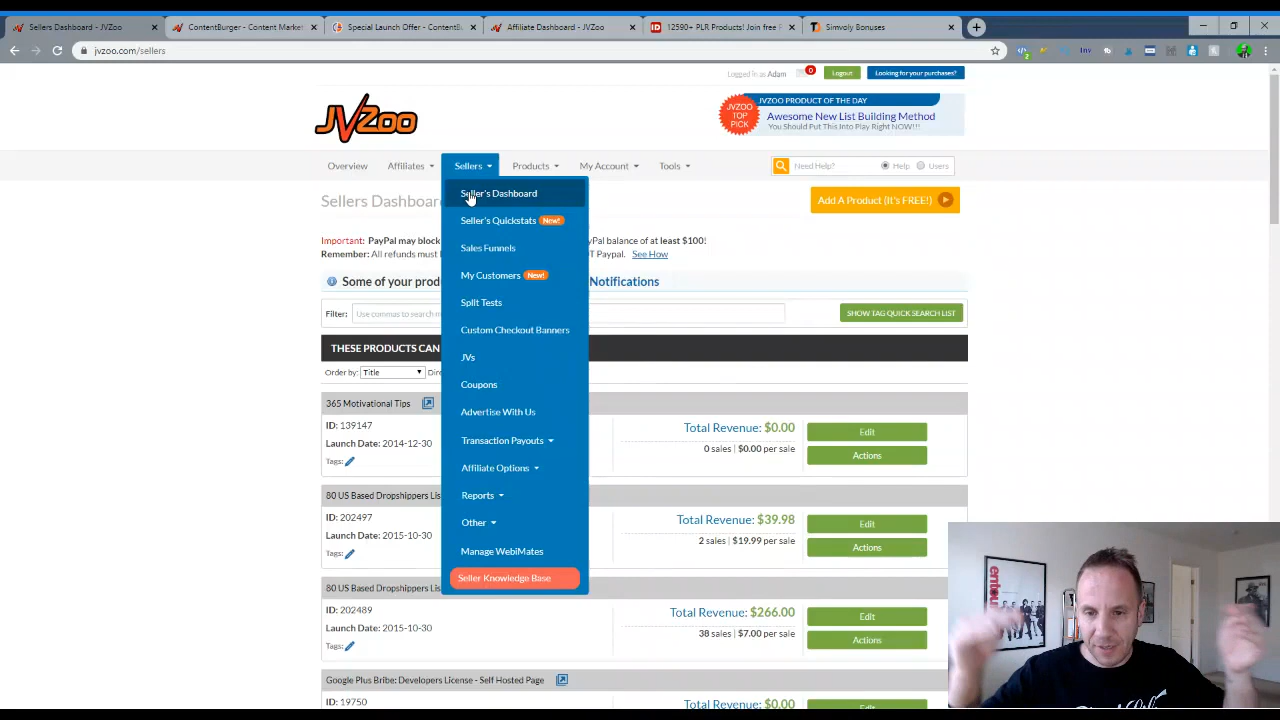 Sellers Dashboard - JVZoo
ContentBurger - Content Market
Special Launch Offer - ContentBu
Affiliate Dashboard - JVZoo
12590+ PLR Products! Join free F
Simvoly Bonuses
jvzoo.com/sellers
Logged in as Adam
0
Logout
Looking for your purchases?
JVZoo
JVZOO TOP PICK
JVZOO PRODUCT OF THE DAY
Awesome New List Building Method
You Should Put This Into Play Right NOW!!!
Overview
Affiliates
Sellers
Products
My Account
Tools
Need Help?
Help
Users
Sellers Dashboard
Add A Product (It's FREE!)
Seller's Dashboard
Seller's Quickstats New!
Sales Funnels
My Customers New!
Split Tests
Custom Checkout Banners
JVs
Coupons
Advertise With Us
Transaction Payouts
Affiliate Options
Reports
Other
Manage WebiMates
Seller Knowledge Base
Important: PayPal may block
PayPal balance of at least $100!
Remember: All refunds must
Paypal. See How
Some of your prod
Notifications
Filter: Use commas to search m
SHOW TAG QUICK SEARCH LIST
THESE PRODUCTS CAN
Order by: Title
365 Motivational Tips
ID: 139147
Launch Date: 2014-12-30
Tags:
Total Revenue: $0.00
0 sales | $0.00 per sale
Edit
Actions
80 US Based Dropshippers Lis
ID: 202497
Launch Date: 2015-10-30
Tags:
Total Revenue: $39.98
2 sales | $19.99 per sale
Edit
Actions
80 US Based Dropshippers Lis
ID: 202489
Launch Date: 2015-10-30
Tags:
Total Revenue: $266.00
38 sales | $7.00 per sale
Edit
Actions
Google Plus Bribe: Developers License - Self Hosted Page
ID: 19750
Total Revenue: $0.00
Edit